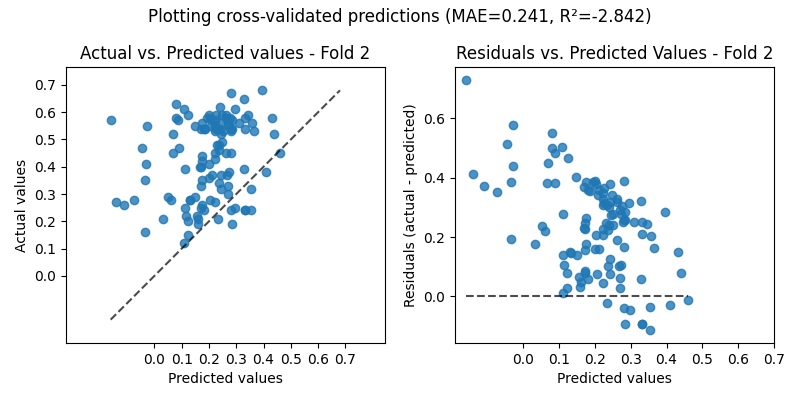 Plotting cross-validated predictions (MAE=0.241, R²=-2.842)
Actual vs. Predicted values - Fold 2
Actual values
0.7
0.6
0.5
0.4
0.3
0.2
0.1
0.0
0.0 0.1 0.2 0.3 0.4 0.5 0.6 0.7
Predicted values
Residuals vs. Predicted Values - Fold 2
Residuals (actual - predicted)
0.6
0.4
0.2
0.0
0.0 0.1 0.2 0.3 0.4 0.5 0.6 0.7
Predicted values